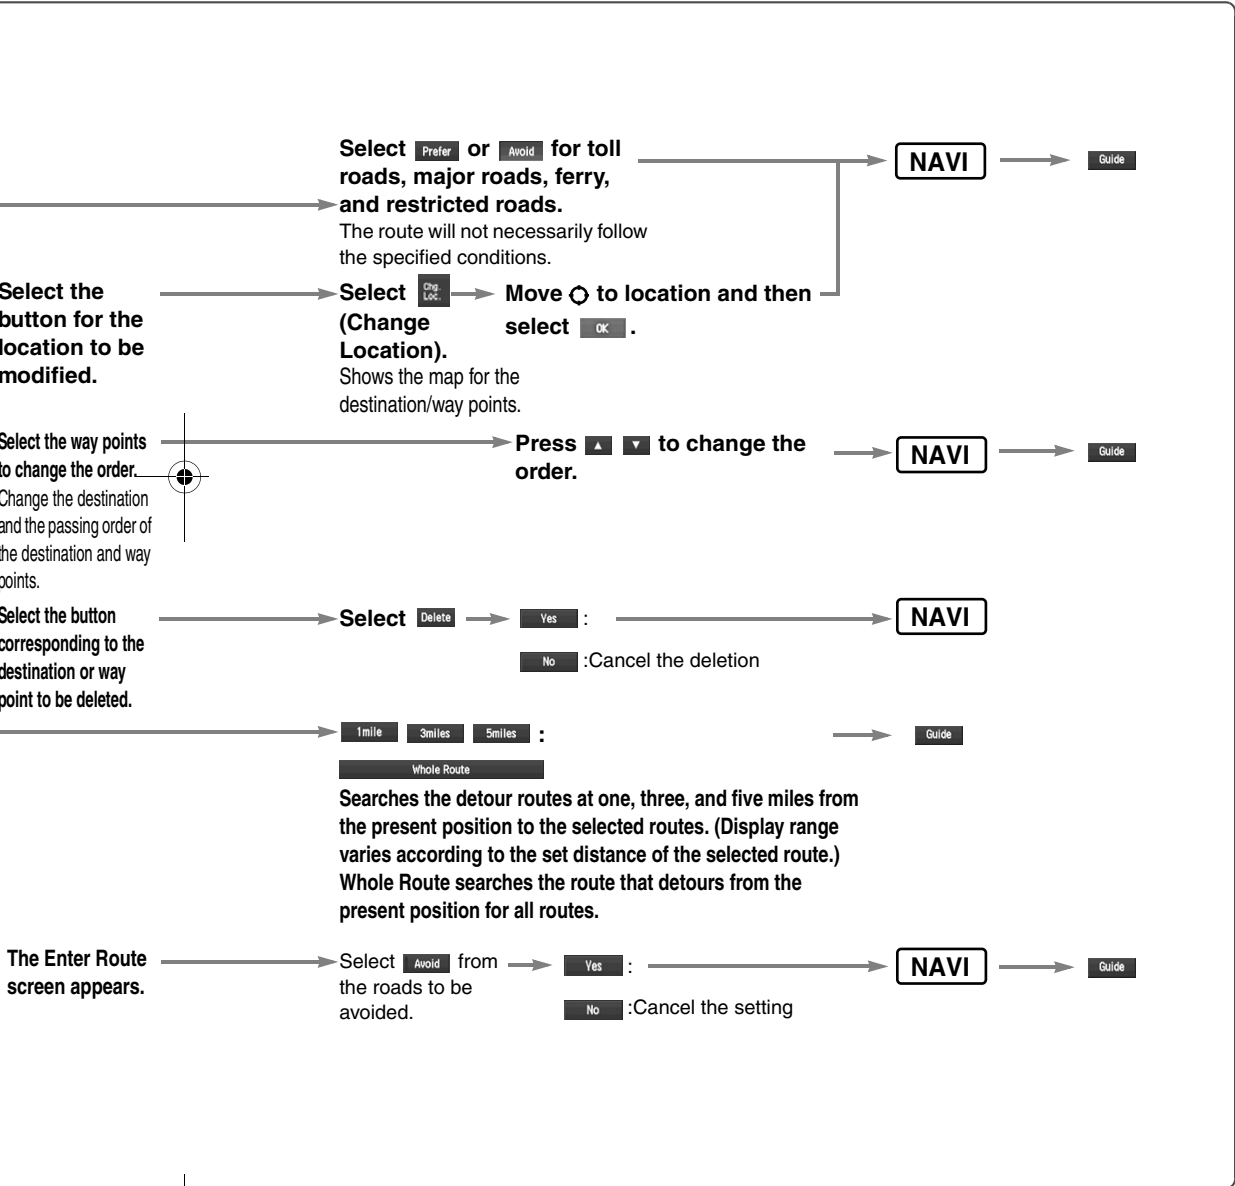 Select Prefer or Avoid for toll
roads, major roads, ferry,
and restricted roads.
The route will not necessarily follow
the specified conditions.
NAVI
Guide
Select the
button for the
location to be
modified.
Select Chg. Loc.
(Change
Location).
Shows the map for the
destination/way points.
Move to location and then
select OK .
Select the way points
to change the order.
Change the destination
and the passing order of
the destination and way
points.
Press ▲ ▼ to change the
order.
NAVI
Guide
Select the button
corresponding to the
destination or way
point to be deleted.
Select Delete
Yes :
No :Cancel the deletion
NAVI
1mile 3miles 5miles :
Whole Route
Guide
Searches the detour routes at one, three, and five miles from
the present position to the selected routes. (Display range
varies according to the set distance of the selected route.)
Whole Route searches the route that detours from the
present position for all routes.
The Enter Route
screen appears.
Select Avoid from
the roads to be
avoided.
Yes :
No :Cancel the setting
NAVI
Guide